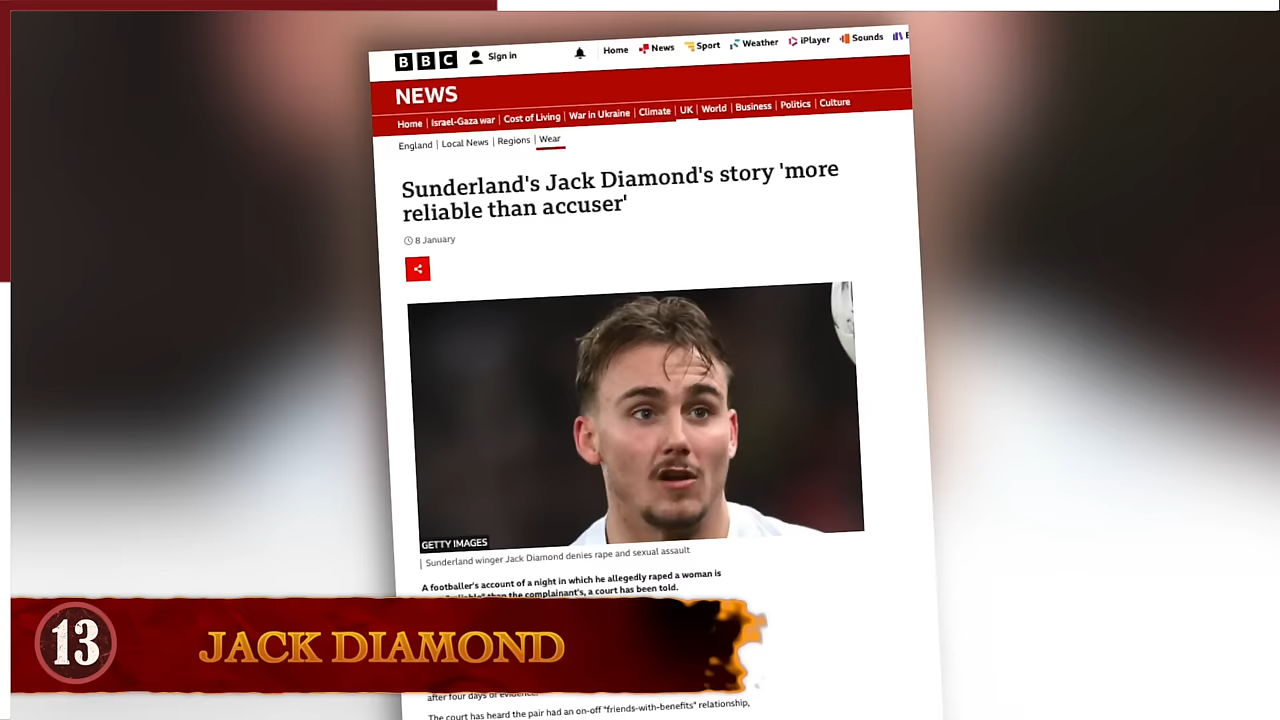 BBC Sign in Home News Sport Weather iPlayer Sounds
NEWS
Home | Israel-Gaza war | Cost of Living | War in Ukraine | Climate | UK | World | Business | Politics | Culture
England | Local News | Regions | Wear
Sunderland's Jack Diamond's story 'more
reliable than accuser'
8 January
GETTY IMAGES
Sunderland winger Jack Diamond denies rape and sexual assault
A footballer's account of a night in which he allegedly raped a woman is
than the complainant's, a court has been told.
13 JACK DIAMOND
after four days of evidence.
The court has heard the pair had an on-off "friends-with-benefits" relationship,